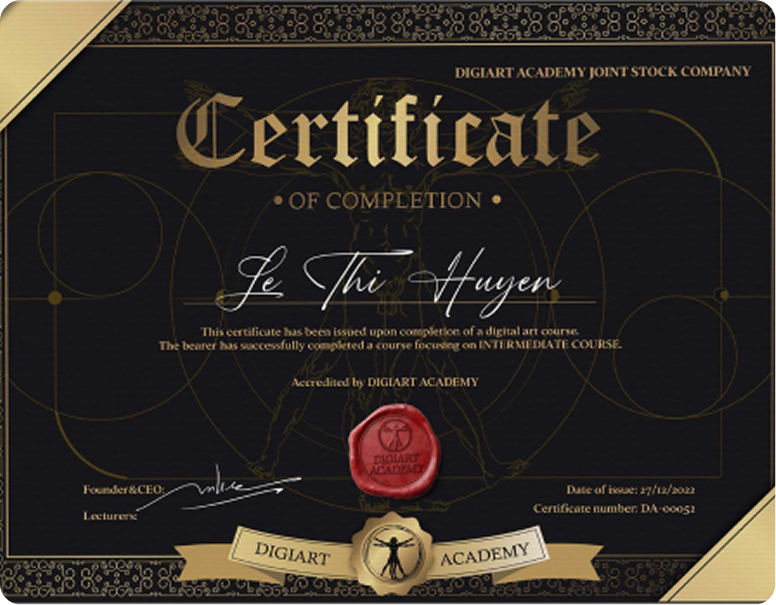 DIGIART ACADEMY JOINT STOCK COMPANY
Certificate
• OF COMPLETION •
Le Thi Huyen
This certificate has been issued upon completion of a digital art course.
The bearer has successfully completed a course focusing on INTERMEDIATE COURSE.
Accredited by DIGIART ACADEMY
DIGIART
ACADEMY
Founder&CEO:
Lecturers:
Date of issue: 27/12/2022
Certificate number: DA-00052
DIGIART ACADEMY